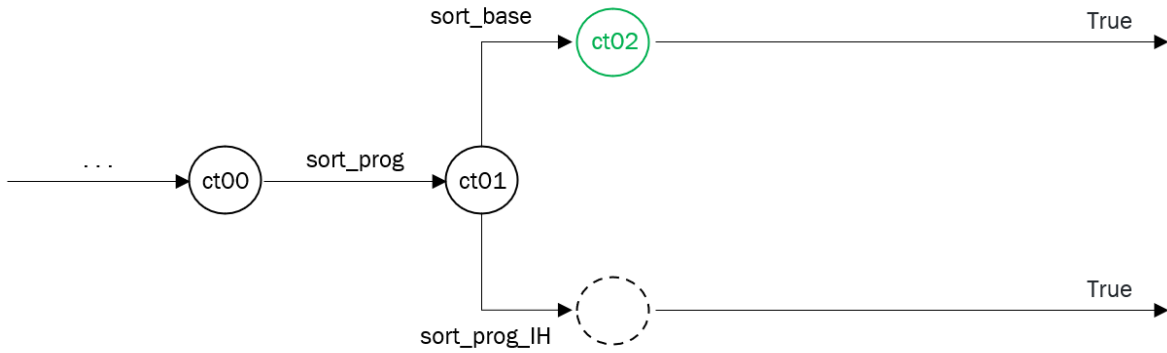 sort_base
ct02
True
. . .
ct00
sort_prog
ct01
True
sort_prog_IH